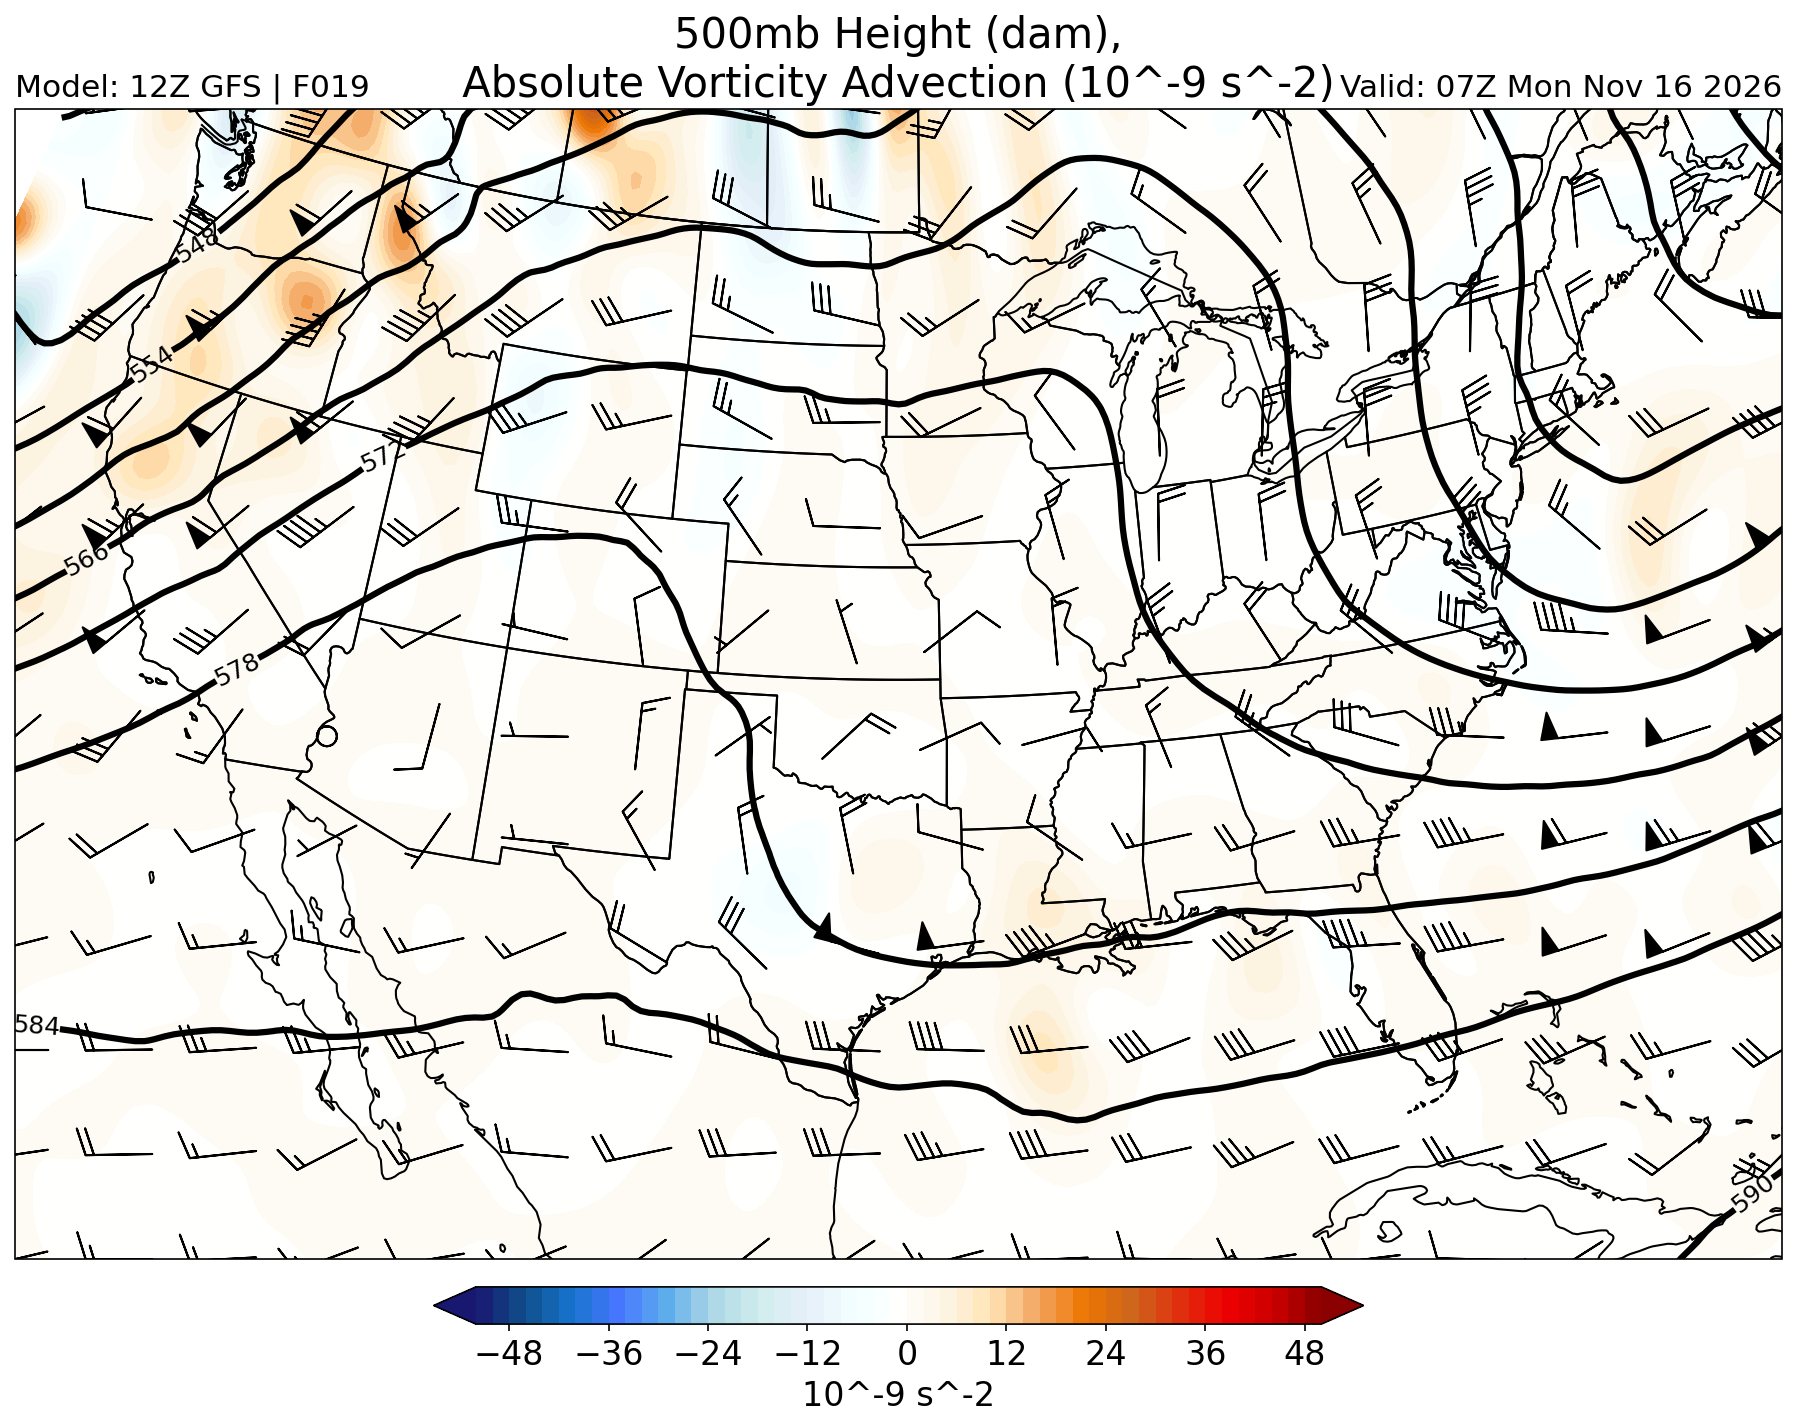 500mb Height (dam),
Model: 12Z GFS | F019
Absolute Vorticity Advection (10^-9 s^-2)
Valid: 07Z Mon Nov 16 2026
548
554
572
566
578
584
590
−48 −36 −24 −12 0 12 24 36 48
10^-9 s^-2